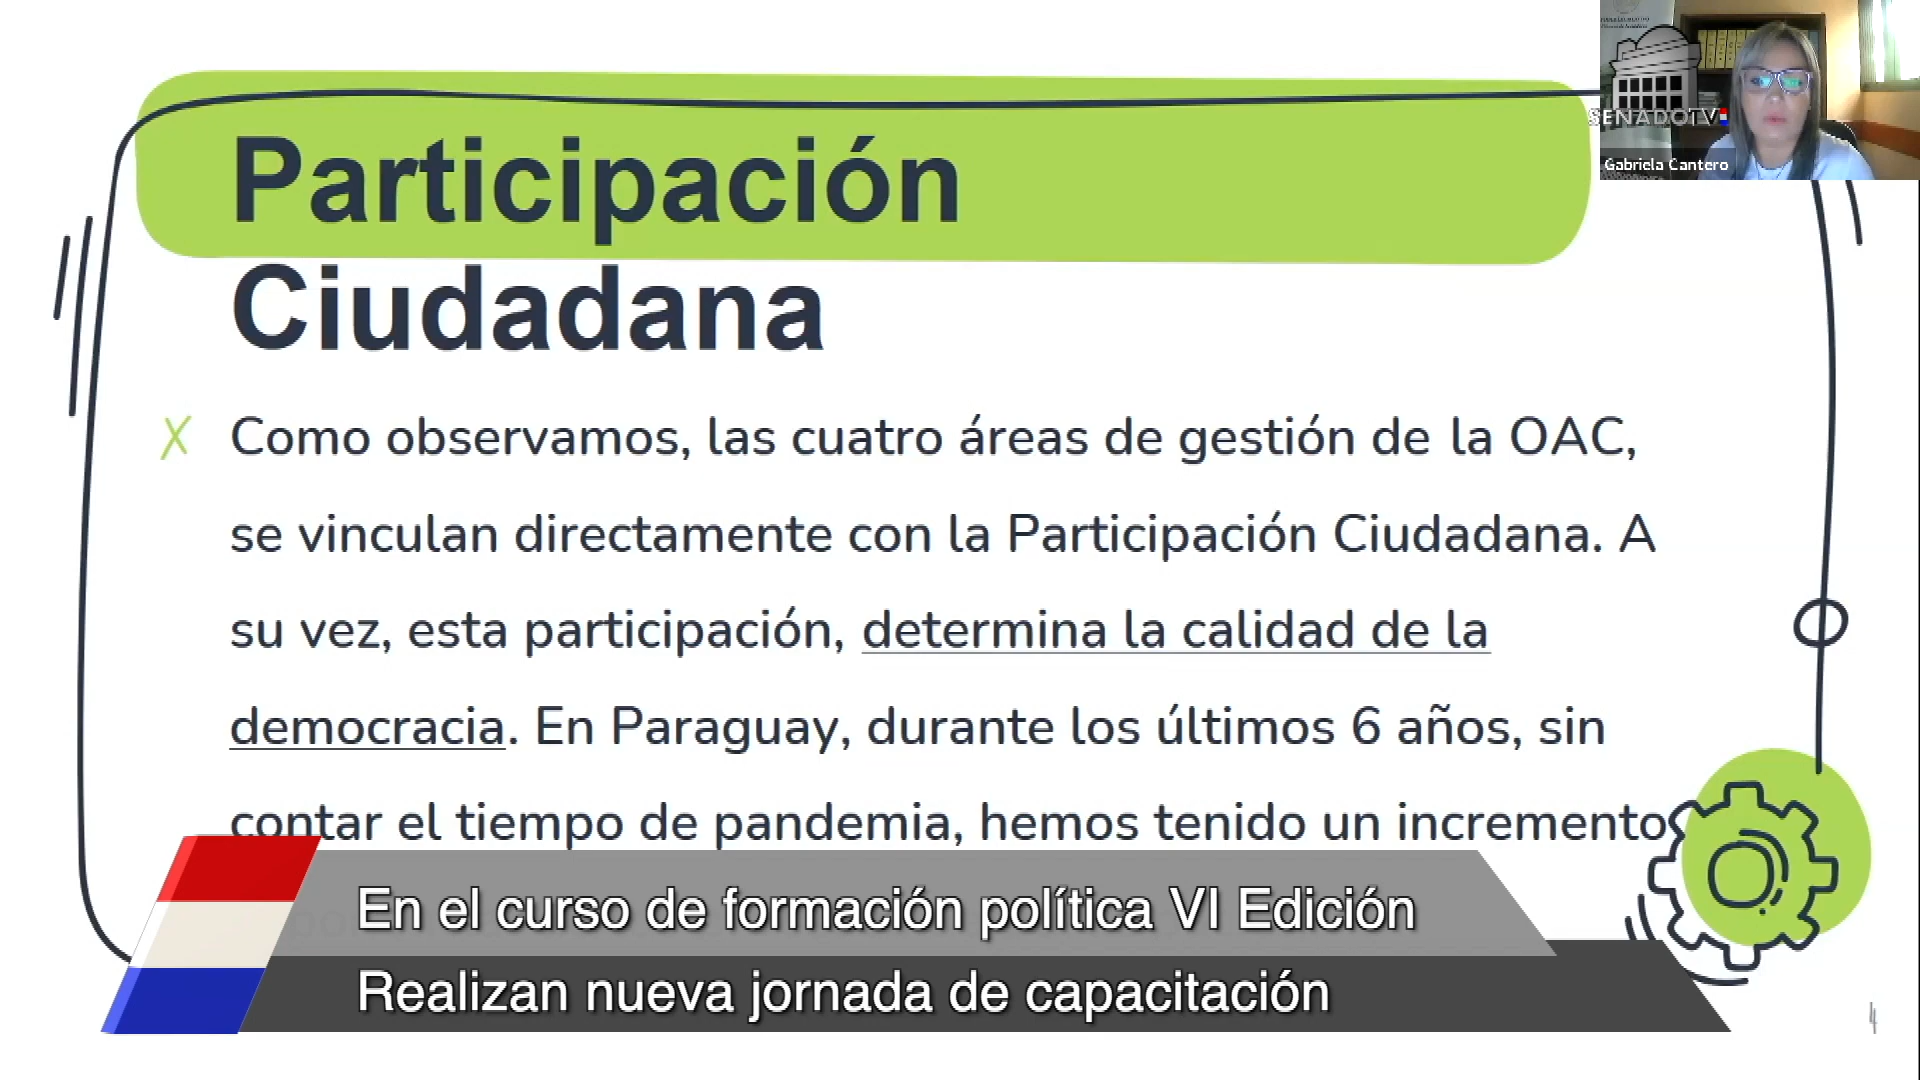 Participación
Ciudadana
SENADOTV
Gabriela Cantero
X Como observamos, las cuatro áreas de gestión de la OAC,
se vinculan directamente con la Participación Ciudadana. A
su vez, esta participación, determina la calidad de la
democracia. En Paraguay, durante los últimos 6 años, sin
contar el tiempo de pandemia, hemos tenido un incremento
En el curso de formación política VI Edición
Realizan nueva jornada de capacitación
4